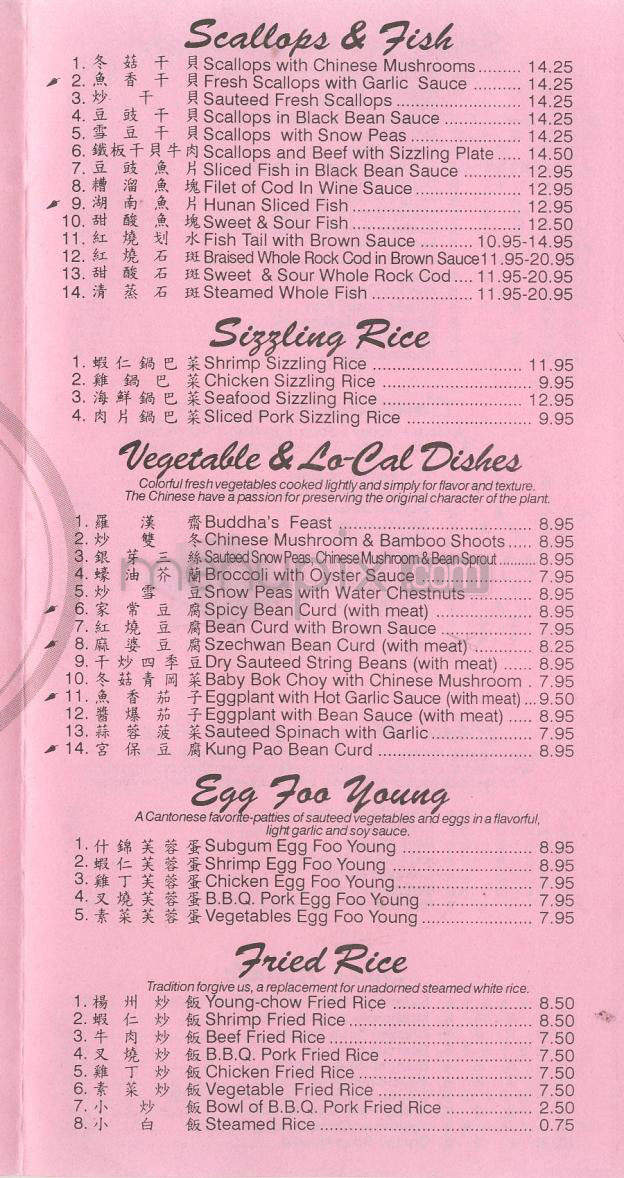 Scallops & Fish
1. 冬菇干貝 Scallops with Chinese Mushrooms......... 14.25
2. 魚香干貝 Fresh Scallops with Garlic Sauce ......... 14.25
3. 炒干貝 Sauteed Fresh Scallops ..................... 14.25
4. 豆豉干貝 Scallops in Black Bean Sauce ............. 14.25
5. 雪豆干貝 Scallops with Snow Peas ................... 14.25
6. 鐵板干貝牛肉 Scallops and Beef with Sizzling Plate ..... 14.50
7. 豆豉魚片 Sliced Fish in Black Bean Sauce ........... 12.95
8. 糟溜魚塊 Filet of Cod In Wine Sauce .................. 12.95
9. 湖南魚片 Hunan Sliced Fish ............................. 12.95
10. 甜酸魚塊 Sweet & Sour Fish ............................. 12.50
11. 紅燒划水 Fish Tail with Brown Sauce .......... 10.95-14.95
12. 紅燒石斑 Braised Whole Rock Cod in Brown Sauce 11.95-20.95
13. 甜酸石斑 Sweet & Sour Whole Rock Cod .... 11.95-20.95
14. 清蒸石斑 Steamed Whole Fish ................... 11.95-20.95
Sizzling Rice
1. 蝦仁鍋巴菜 Shrimp Sizzling Rice ........................... 11.95
2. 雞鍋巴菜 Chicken Sizzling Rice ........................... 9.95
3. 海鮮鍋巴菜 Seafood Sizzling Rice ......................... 12.95
4. 肉片鍋巴菜 Sliced Pork Sizzling Rice ..................... 9.95
Vegetable & Lo-Cal Dishes
Colorful fresh vegetables cooked lightly and simply for flavor and texture.
The Chinese have a passion for preserving the original character of the plant.
1. 羅漢齋 Buddha's Feast .................................. 8.95
2. 炒雙冬 Chinese Mushroom & Bamboo Shoots..... 8.95
3. 銀芽三絲 Sauteed Snow Peas, Chinese Mushroom & Bean Sprout .......... 8.95
4. 蠔油芥蘭 Broccoli with Oyster Sauce ................... 7.95
5. 炒雪豆 Snow Peas with Water Chestnuts ........... 8.95
6. 家常豆腐 Spicy Bean Curd (with meat) .................. 8.95
7. 紅燒豆腐 Bean Curd with Brown Sauce ................. 7.95
8. 麻婆豆腐 Szechwan Bean Curd (with meat) ........... 8.25
9. 干炒四季豆 Dry Sauteed String Beans (with meat) ...... 8.95
10. 冬菇青岡菜 Baby Bok Choy with Chinese Mushroom . 7.95
11. 魚香茄子 Eggplant with Hot Garlic Sauce (with meat) ...9.50
12. 醬爆茄子 Eggplant with Bean Sauce (with meat) ..... 8.95
13. 蒜蓉菠菜 Sauteed Spinach with Garlic.................. 7.95
14. 宮保豆腐 Kung Pao Bean Curd .......................... 8.95
menupix.com
Egg Foo Young
A Cantonese favorite-patties of sauteed vegetables and eggs in a flavorful,
light garlic and soy sauce.
1. 什錦芙蓉蛋 Subgum Egg Foo Young ...................... 8.95
2. 蝦仁芙蓉蛋 Shrimp Egg Foo Young ........................ 8.95
3. 雞丁芙蓉蛋 Chicken Egg Foo Young....................... 7.95
4. 叉燒芙蓉蛋 B.B.Q. Pork Egg Foo Young ................. 7.95
5. 素菜芙蓉蛋 Vegetables Egg Foo Young .................. 7.95
Fried Rice
Tradition forgive us, a replacement for unadorned steamed white rice.
1. 楊州炒飯 Young-chow Fried Rice ........................ 8.50
2. 蝦仁炒飯 Shrimp Fried Rice ............................... 8.50
3. 牛肉炒飯 Beef Fried Rice .................................. 7.50
4. 叉燒炒飯 B.B.Q. Pork Fried Rice ......................... 7.50
5. 雞丁炒飯 Chicken Fried Rice .............................. 7.50
6. 素菜炒飯 Vegetable Fried Rice ........................... 7.50
7. 小炒飯 Bowl of B.B.Q. Pork Fried Rice ............... 2.50
8. 小白飯 Steamed Rice ..................................... 0.75